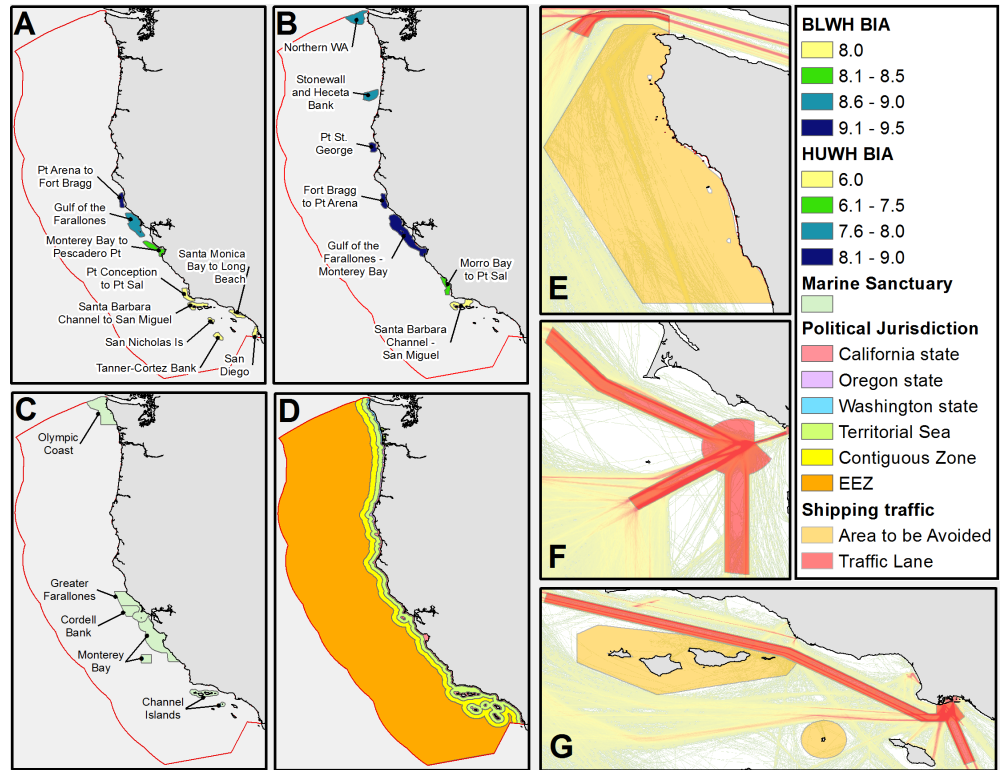 A
Pt Arena to
Fort Bragg
Gulf of the
Farallones
Monterey Bay to
Pescadero Pt
Santa Monica
Bay to Long
Beach
Pt Conception
to Pt Sal
Santa Barbara
Channel to San Miguel
San Nicholas Is
Tanner-Cortez Bank
San
Diego
B
Northern WA
Stonewall
and Heceta
Bank
Pt St.
George
Fort Bragg
to Pt Arena
Gulf of the
Farallones -
Monterey Bay
Morro Bay
to Pt Sal
Santa Barbara
Channel -
San Miguel
C
Olympic
Coast
Greater
Farallones
Cordell
Bank
Monterey
Bay
Channel
Islands
D
E
F
G
BLWH BIA
8.0
8.1 - 8.5
8.6 - 9.0
9.1 - 9.5
HUWH BIA
6.0
6.1 - 7.5
7.6 - 8.0
8.1 - 9.0
Marine Sanctuary
Political Jurisdiction
California state
Oregon state
Washington state
Territorial Sea
Contiguous Zone
EEZ
Shipping traffic
Area to be Avoided
Traffic Lane